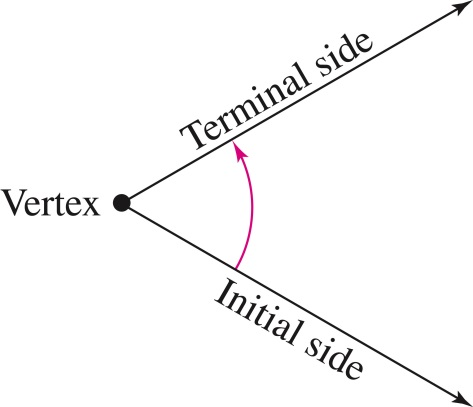 Terminal side
Vertex
Initial side